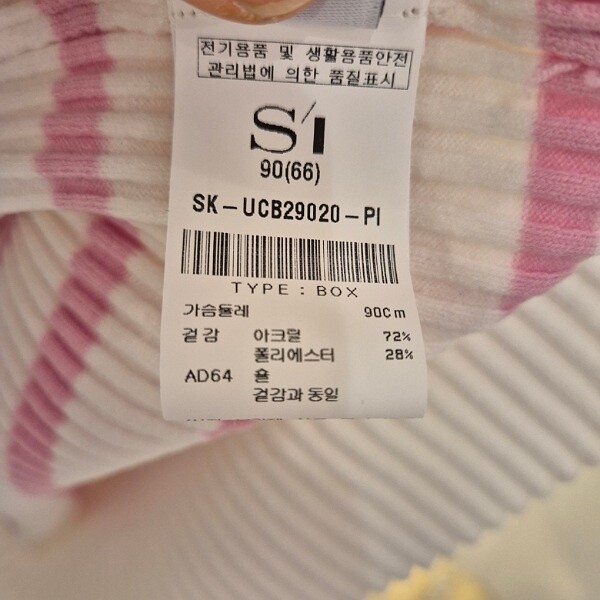 전기용품 및 생활용품안전
관리법에 의한 품질표시
S'I
90(66)
SK-UCB29020-PI
TYPE : BOX
가슴둘레 90Cm
겉감 아크릴 72%
폴리에스터 28%
AD64 숄
겉감과 동일